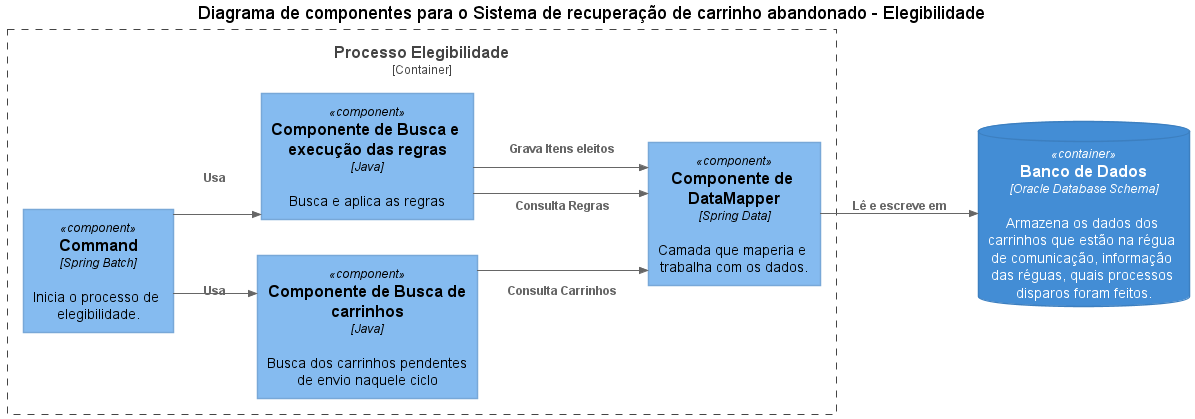 Diagrama de componentes para o Sistema de recuperação de carrinho abandonado - Elegibilidade
Processo Elegibilidade
[Container]
«component»
Componente de Busca e
execução das regras
[Java]
Busca e aplica as regras
Usa
Grava Itens eleitos
Consulta Regras
«component»
Componente de
DataMapper
[Spring Data]
Camada que maperia e
trabalha com os dados.
Lê e escreve em
«container»
Banco de Dados
[Oracle Database Schema]
Armazena os dados dos
carrinhos que estão na régua
de comunicação, informação
das réguas, quais processos
disparos foram feitos.
«component»
Command
[Spring Batch]
Inicia o processo de
elegibilidade.
Usa
«component»
Componente de Busca de
carrinhos
[Java]
Busca dos carrinhos pendentes
de envio naquele ciclo
Consulta Carrinhos